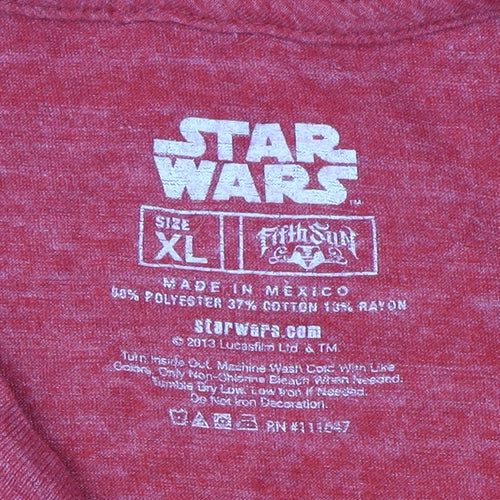 STAR
WARS
TM
SIZE
XL
Fifth Sun
MADE IN MEXICO
50% POLYESTER 37% COTTON 13% RAYON
starwars.com
© 2013 Lucasfilm Ltd. & TM.
Turn Inside Out. Machine Wash Cold With Like
Colors. Only Non-Chlorine Bleach When Needed.
Tumble Dry Low. Low Iron If Needed.
Do Not Iron Decoration.
RN #111647